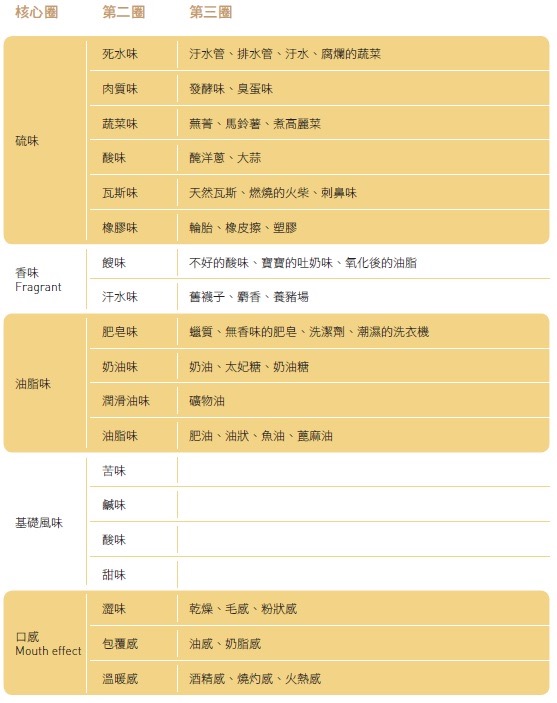 核心圈 第二圈 第三圈
死水味 汙水管、排水管、汙水、腐爛的蔬菜
肉質味 發酵味、臭蛋味
蔬菜味 蕪菁、馬鈴薯、煮高麗菜
硫味
酸味 醃洋蔥、大蒜
瓦斯味 天然瓦斯、燃燒的火柴、刺鼻味
橡膠味 輪胎、橡皮擦、塑膠
香味
Fragrant
餿味 不好的酸味、寶寶的吐奶味、氧化後的油脂
汗水味 舊襪子、麝香、養豬場
肥皂味 蠟質、無香味的肥皂、洗潔劑、潮濕的洗衣機
奶油味 奶油、太妃糖、奶油糖
油脂味
潤滑油味 礦物油
油脂味 肥油、油狀、魚油、蓖麻油
苦味
鹹味
基礎風味
酸味
甜味
澀味 乾燥、毛感、粉狀感
口感
Mouth effect
包覆感 油感、奶脂感
溫暖感 酒精感、燒灼感、火熱感